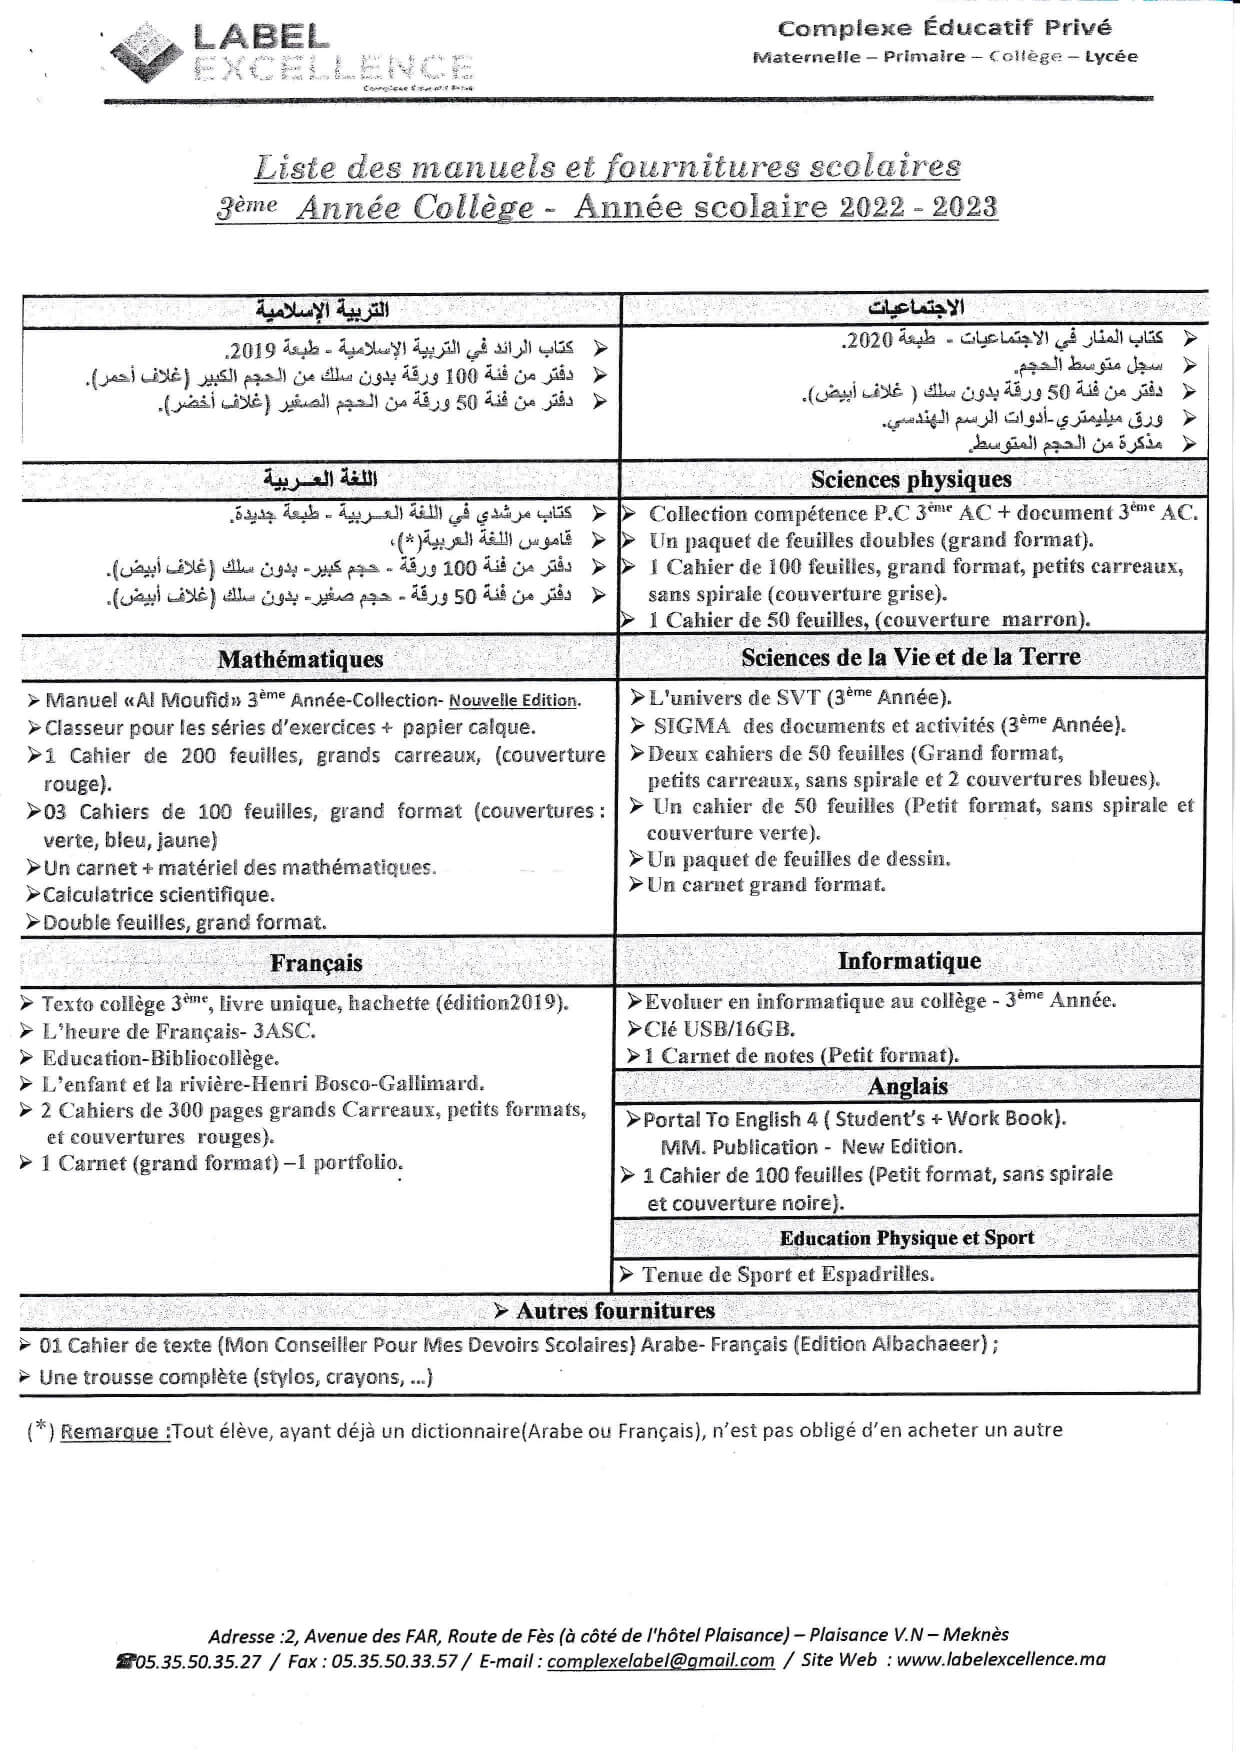 LABEL
EXCELLENCE
Complexe Éducatif Privé
Complexe Éducatif Privé
Maternelle – Primaire – Collège – Lycée
Liste des manuels et fournitures scolaires
3ème Année Collège - Année scolaire 2022 - 2023
التربية الإسلامية
⮞ كتاب الرائد في التربية الإسلامية - طبعة 2019.
⮞ دفتر من فئة 100 ورقة بدون سلك من الحجم الكبير (غلاف أحمر).
⮞ دفتر من فئة 50 ورقة من الحجم الصغير (غلاف أخضر).
الاجتماعيات
⮞ كتاب المنار في الاجتماعيات - طبعة 2020.
⮞ سجل متوسط الحجم.
⮞ دفتر من فئة 50 ورقة بدون سلك ( غلاف أبيض).
⮞ ورق ميليمتري-أدوات الرسم الهندسي.
⮞ مذكرة من الحجم المتوسط.
اللغة العـربية
⮞ كتاب مرشدي في اللغة العـربية - طبعة جديدة.
⮞ قاموس اللغة العربية(*)،
⮞ دفتر من فئة 100 ورقة - حجم كبير- بدون سلك (غلاف أبيض).
⮞ دفتر من فئة 50 ورقة - حجم صغير- بدون سلك (غلاف أبيض).
Sciences physiques
⮞ Collection compétence P.C 3ème AC + document 3ème AC.
⮞ Un paquet de feuilles doubles (grand format).
⮞ 1 Cahier de 100 feuilles, grand format, petits carreaux,
sans spirale (couverture grise).
⮞ 1 Cahier de 50 feuilles, (couverture marron).
Mathématiques
⮞ Manuel «Al Moufid» 3ème Année-Collection- Nouvelle Edition.
⮞ Classeur pour les séries d'exercices + papier calque.
⮞ 1 Cahier de 200 feuilles, grands carreaux, (couverture
rouge).
⮞ 03 Cahiers de 100 feuilles, grand format (couvertures :
verte, bleu, jaune)
⮞ Un carnet + matériel des mathématiques.
⮞ Calculatrice scientifique.
⮞ Double feuilles, grand format.
Sciences de la Vie et de la Terre
⮞ L'univers de SVT (3ème Année).
⮞ SIGMA des documents et activités (3ème Année).
⮞ Deux cahiers de 50 feuilles (Grand format,
petits carreaux, sans spirale et 2 couvertures bleues).
⮞ Un cahier de 50 feuilles (Petit format, sans spirale et
couverture verte).
⮞ Un paquet de feuilles de dessin.
⮞ Un carnet grand format.
Français
⮞ Texto collège 3ème, livre unique, hachette (édition2019).
⮞ L'heure de Français- 3ASC.
⮞ Education-Bibliocollège.
⮞ L'enfant et la rivière-Henri Bosco-Gallimard.
⮞ 2 Cahiers de 300 pages grands Carreaux, petits formats,
et couvertures rouges).
⮞ 1 Carnet (grand format) –1 portfolio.
Informatique
⮞ Evoluer en informatique au collège - 3ème Année.
⮞ Clé USB/16GB.
⮞ 1 Carnet de notes (Petit format).
Anglais
⮞ Portal To English 4 ( Student's + Work Book).
MM. Publication - New Edition.
⮞ 1 Cahier de 100 feuilles (Petit format, sans spirale
et couverture noire).
Education Physique et Sport
⮞ Tenue de Sport et Espadrilles.
⮞ Autres fournitures
⮞ 01 Cahier de texte (Mon Conseiller Pour Mes Devoirs Scolaires) Arabe- Français (Edition Albachaeer) ;
⮞ Une trousse complète (stylos, crayons, ...)
(*) Remarque :Tout élève, ayant déjà un dictionnaire(Arabe ou Français), n'est pas obligé d'en acheter un autre
Adresse :2, Avenue des FAR, Route de Fès (à côté de l'hôtel Plaisance) – Plaisance V.N – Meknès
☎05.35.50.35.27 / Fax : 05.35.50.33.57 / E-mail : complexelabel@gmail.com / Site Web : www.labelexcellence.ma